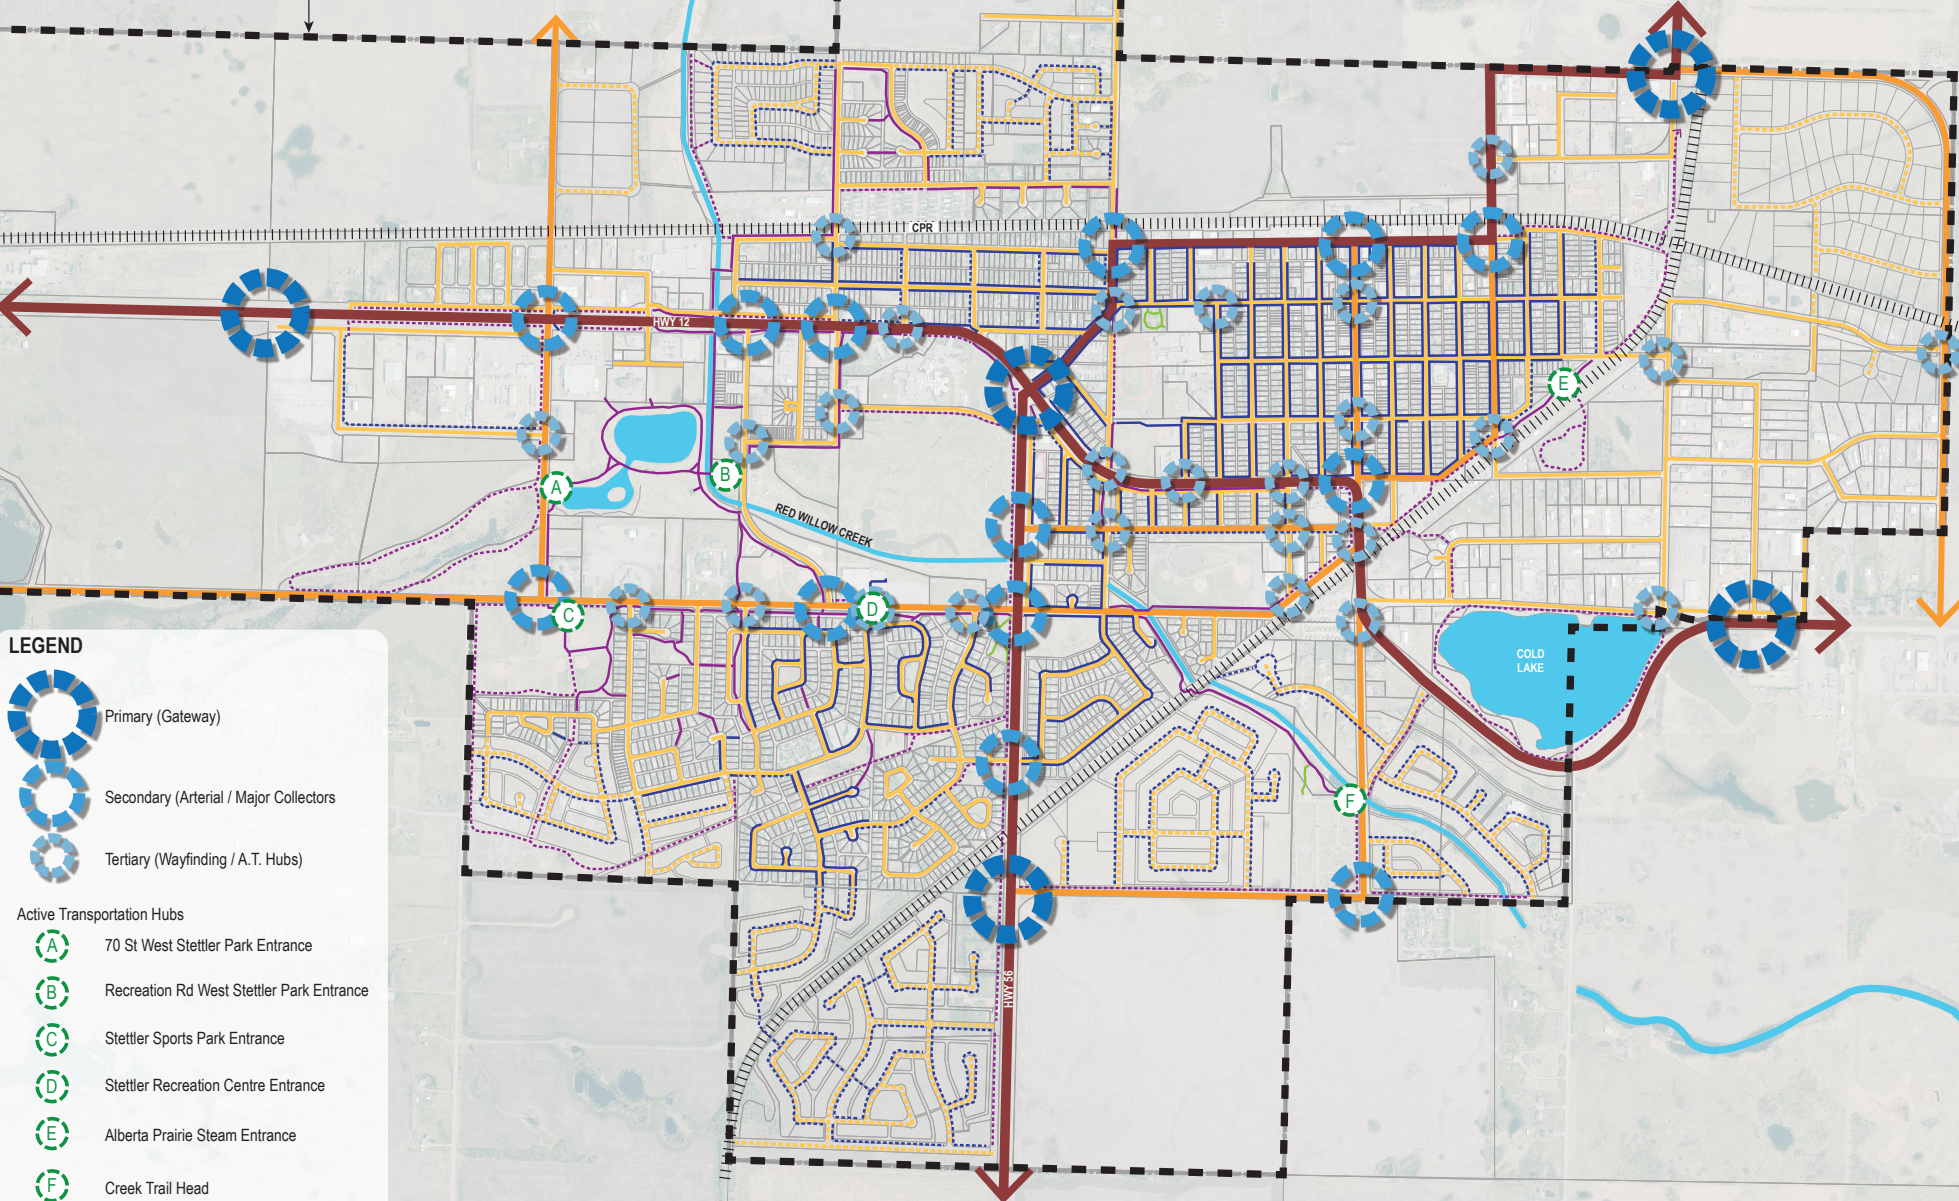 CPR
HWY 12
E
A
B
RED WILLOW CREEK
C
D
COLD
LAKE
F
HWY 56
LEGEND
Primary (Gateway)
Secondary (Arterial / Major Collectors
Tertiary (Wayfinding / A.T. Hubs)
Active Transportation Hubs
A 70 St West Stettler Park Entrance
B Recreation Rd West Stettler Park Entrance
C Stettler Sports Park Entrance
D Stettler Recreation Centre Entrance
E Alberta Prairie Steam Entrance
F Creek Trail Head